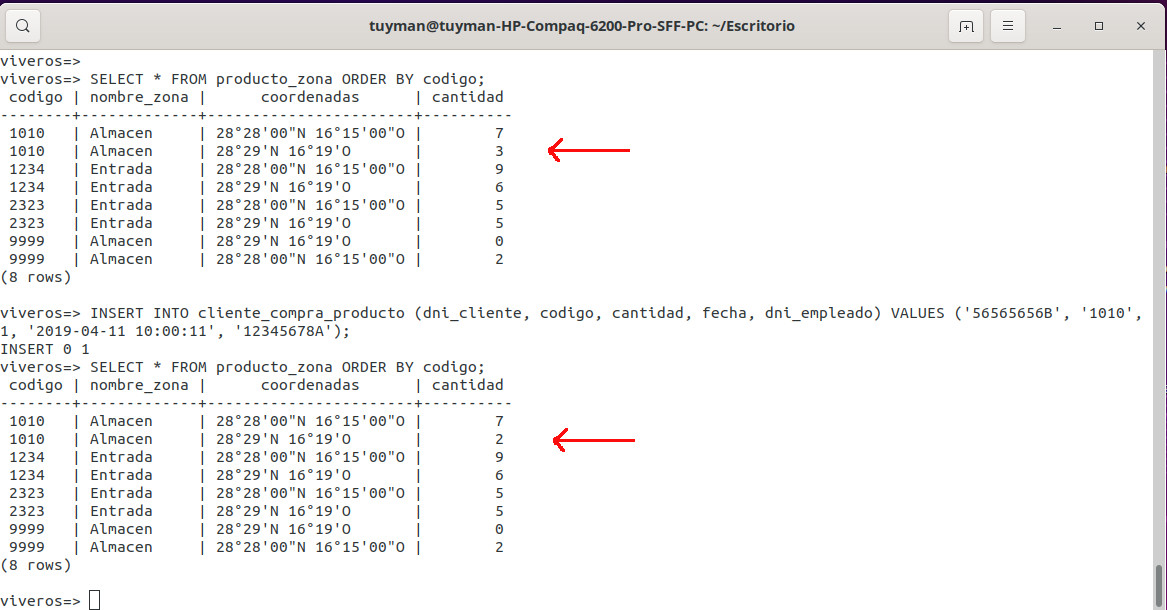 tuyman@tuyman-HP-Compaq-6200-Pro-SFF-PC: ~/Escritorio
viveros=>
viveros=> SELECT * FROM producto_zona ORDER BY codigo;
 codigo | nombre_zona |      coordenadas      | cantidad
--------+-------------+-----------------------+----------
 1010   | Almacen     | 28°28'00"N 16°15'00"O |        7
 1010   | Almacen     | 28°29'N 16°19'O       |        3
 1234   | Entrada     | 28°28'00"N 16°15'00"O |        9
 1234   | Entrada     | 28°29'N 16°19'O       |        6
 2323   | Entrada     | 28°28'00"N 16°15'00"O |        5
 2323   | Entrada     | 28°29'N 16°19'O       |        5
 9999   | Almacen     | 28°29'N 16°19'O       |        0
 9999   | Almacen     | 28°28'00"N 16°15'00"O |        2
(8 rows)
viveros=> INSERT INTO cliente_compra_producto (dni_cliente, codigo, cantidad, fecha, dni_empleado) VALUES ('56565656B', '1010',
1, '2019-04-11 10:00:11', '12345678A');
INSERT 0 1
viveros=> SELECT * FROM producto_zona ORDER BY codigo;
 codigo | nombre_zona |      coordenadas      | cantidad
--------+-------------+-----------------------+----------
 1010   | Almacen     | 28°28'00"N 16°15'00"O |        7
 1010   | Almacen     | 28°29'N 16°19'O       |        2
 1234   | Entrada     | 28°28'00"N 16°15'00"O |        9
 1234   | Entrada     | 28°29'N 16°19'O       |        6
 2323   | Entrada     | 28°28'00"N 16°15'00"O |        5
 2323   | Entrada     | 28°29'N 16°19'O       |        5
 9999   | Almacen     | 28°29'N 16°19'O       |        0
 9999   | Almacen     | 28°28'00"N 16°15'00"O |        2
(8 rows)
viveros=>